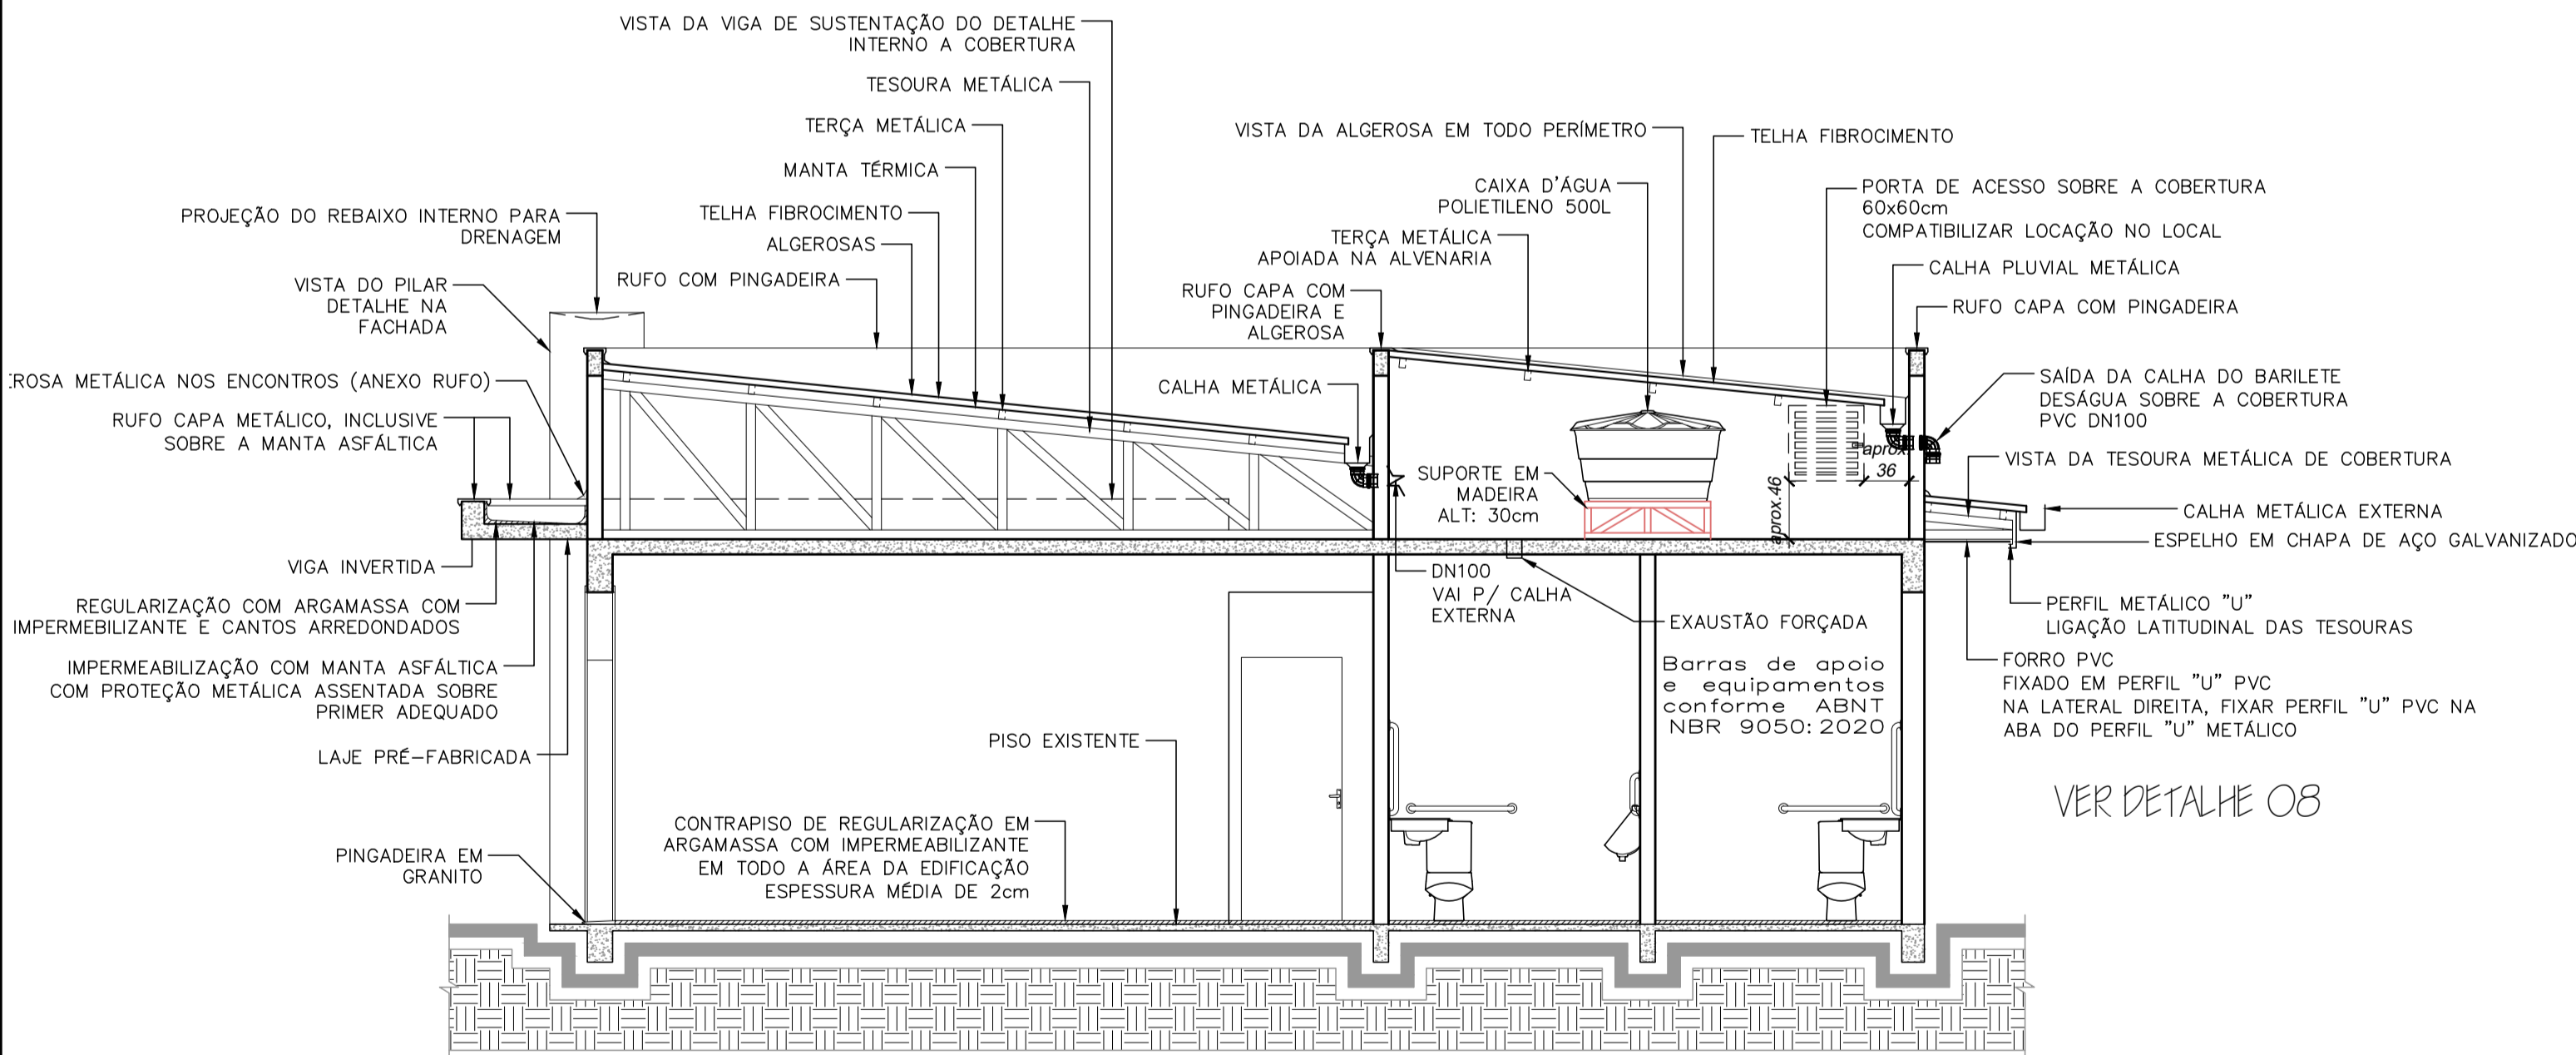 VISTA DA VIGA DE SUSTENTAÇÃO DO DETALHE
INTERNO A COBERTURA
TESOURA METÁLICA
TERÇA METÁLICA
MANTA TÉRMICA
TELHA FIBROCIMENTO
ALGEROSAS
RUFO COM PINGADEIRA
PROJEÇÃO DO REBAIXO INTERNO PARA
DRENAGEM
VISTA DO PILAR
DETALHE NA
FACHADA
EROSA METÁLICA NOS ENCONTROS (ANEXO RUFO)
RUFO CAPA METÁLICO, INCLUSIVE
SOBRE A MANTA ASFÁLTICA
VIGA INVERTIDA
REGULARIZAÇÃO COM ARGAMASSA COM
IMPERMEBILIZANTE E CANTOS ARREDONDADOS
IMPERMEABILIZAÇÃO COM MANTA ASFÁLTICA
COM PROTEÇÃO METÁLICA ASSENTADA SOBRE
PRIMER ADEQUADO
LAJE PRÉ-FABRICADA
PINGADEIRA EM
GRANITO
CONTRAPISO DE REGULARIZAÇÃO EM
ARGAMASSA COM IMPERMEABILIZANTE
EM TODO A ÁREA DA EDIFICAÇÃO
ESPESSURA MÉDIA DE 2cm
PISO EXISTENTE
VISTA DA ALGEROSA EM TODO PERÍMETRO
CAIXA D'ÁGUA
POLIETILENO 500L
TERÇA METÁLICA
APOIADA NA ALVENARIA
RUFO CAPA COM
PINGADEIRA E
ALGEROSA
CALHA METÁLICA
SUPORTE EM
MADEIRA
ALT: 30cm
DN100
VAI P/ CALHA
EXTERNA
EXAUSTÃO FORÇADA
Barras de apoio
e equipamentos
conforme ABNT
NBR 9050:2020
aprox.
36
aprox.46
TELHA FIBROCIMENTO
PORTA DE ACESSO SOBRE A COBERTURA
60x60cm
COMPATIBILIZAR LOCAÇÃO NO LOCAL
CALHA PLUVIAL METÁLICA
RUFO CAPA COM PINGADEIRA
SAÍDA DA CALHA DO BARILETE
DESÁGUA SOBRE A COBERTURA
PVC DN100
VISTA DA TESOURA METÁLICA DE COBERTURA
CALHA METÁLICA EXTERNA
ESPELHO EM CHAPA DE AÇO GALVANIZADO
PERFIL METÁLICO "U"
LIGAÇÃO LATITUDINAL DAS TESOURAS
FORRO PVC
FIXADO EM PERFIL "U" PVC
NA LATERAL DIREITA, FIXAR PERFIL "U" PVC NA
ABA DO PERFIL "U" METÁLICO
VER DETALHE 08